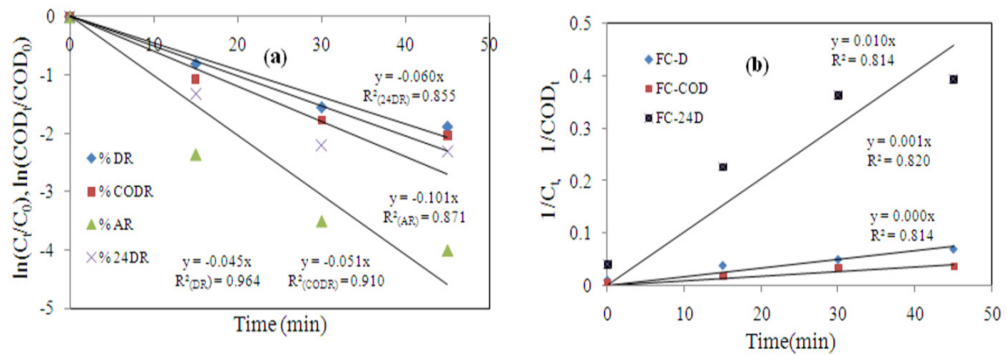 (a)
0
-1
-2
-3
-4
-5
0 10 20 30 40 50
ln(Ct/C0), ln(CODt/COD0)
Time (min)
y = -0.060x
R²(24DR) = 0.855
%DR
%CODR
%AR
%24DR
y = -0.101x
R²(AR) = 0.871
y = -0.045x
R²(DR) = 0.964
y = -0.051x
R²(CODR) = 0.910
(b)
0.5
0.4
0.3
0.2
0.1
0
0 10 20 30 40 50
1/Ct, 1/CODt
Time(min)
FC-D
FC-COD
FC-24D
y = 0.010x
R² = 0.814
y = 0.001x
R² = 0.820
y = 0.000x
R² = 0.814